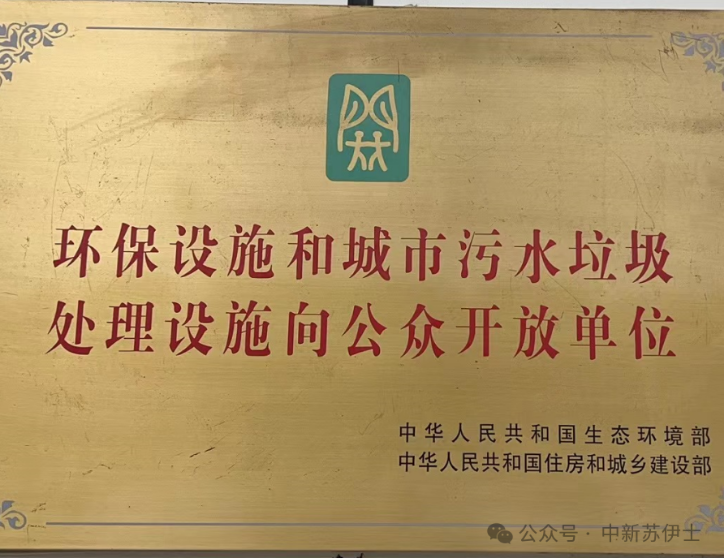 环保设施和城市污水垃圾
处理设施向公众开放单位
中华人民共和国生态环境部
中华人民共和国住房和城乡建设部
公众号·中新苏伊士